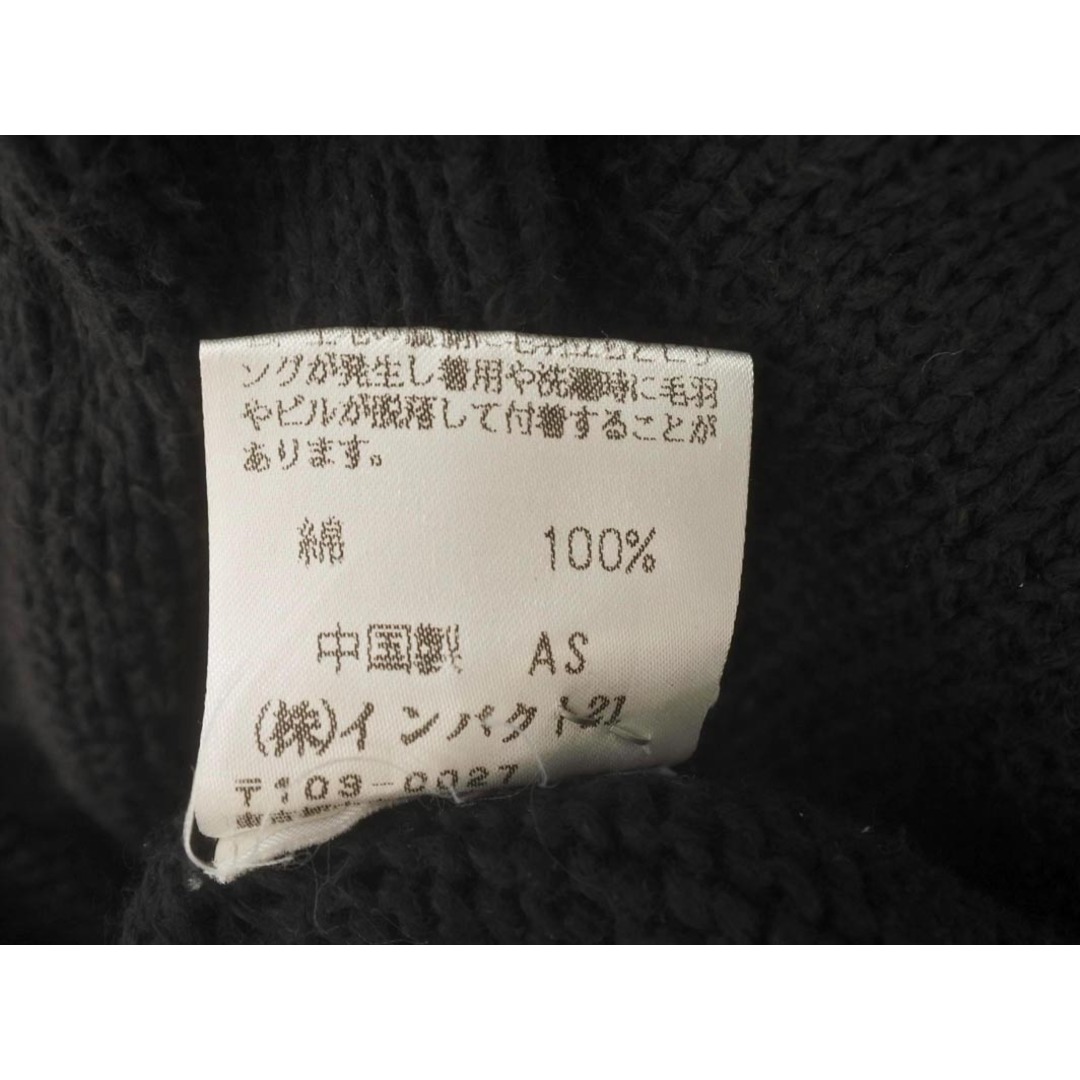 ングが発生し着用や洗濯時に毛羽
やピルが脱落して付着することが
あります。
綿 100%
中国製 AS
(株)インパクト21
〒103-0027